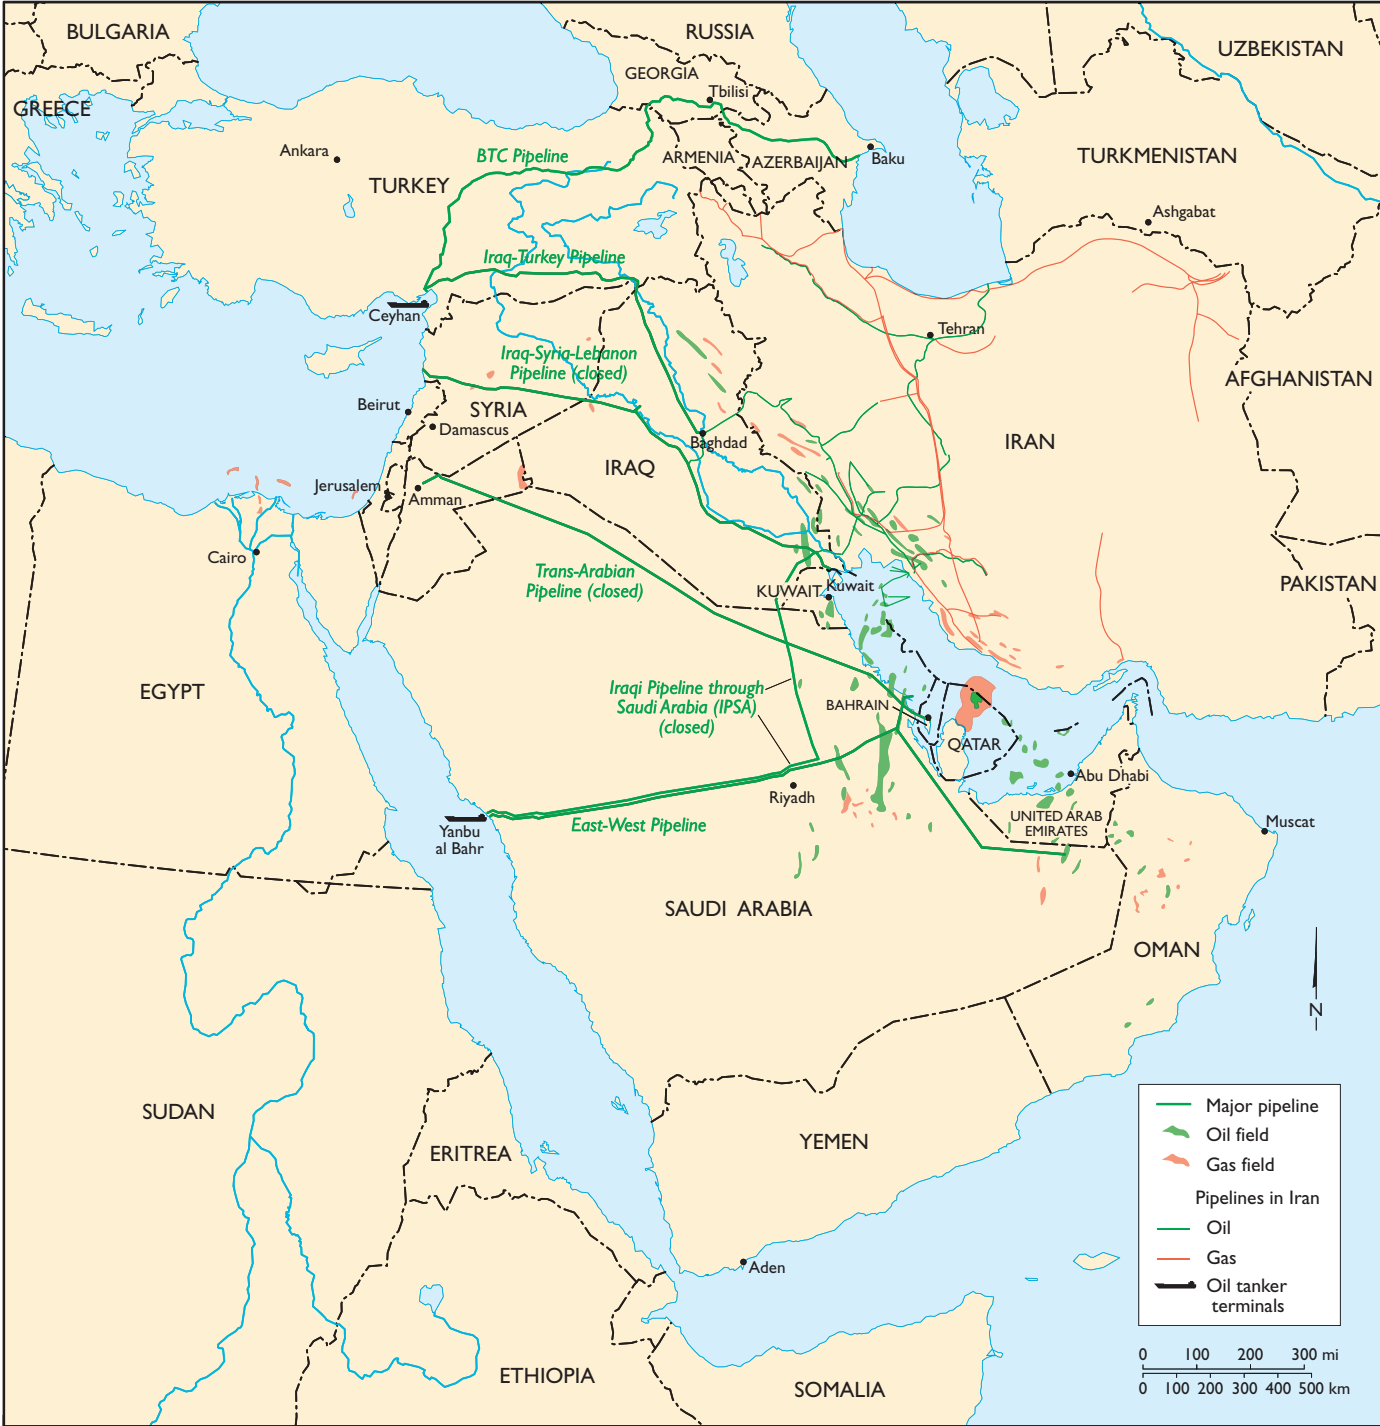 BULGARIA
RUSSIA
UZBEKISTAN
GEORGIA
GREECE
Tbilisi
Ankara
BTC Pipeline
ARMENIA
AZERBAIJAN
Baku
TURKMENISTAN
TURKEY
Ashgabat
Iraq-Turkey Pipeline
Ceyhan
Tehran
Iraq-Syria-Lebanon
Pipeline (closed)
AFGHANISTAN
Beirut
SYRIA
Damascus
Baghdad
IRAN
IRAQ
Jerusalem
Amman
Cairo
Trans-Arabian
Pipeline (closed)
KUWAIT
Kuwait
PAKISTAN
EGYPT
Iraqi Pipeline through
Saudi Arabia (IPSA)
(closed)
BAHRAIN
QATAR
Abu Dhabi
Riyadh
UNITED ARAB
EMIRATES
Muscat
Yanbu
al Bahr
East-West Pipeline
SAUDI ARABIA
OMAN
N
SUDAN
ERITREA
YEMEN
Aden
ETHIOPIA
SOMALIA
Major pipeline
Oil field
Gas field
Pipelines in Iran
Oil
Gas
Oil tanker
terminals
0 100 200 300 mi
0 100 200 300 400 500 km